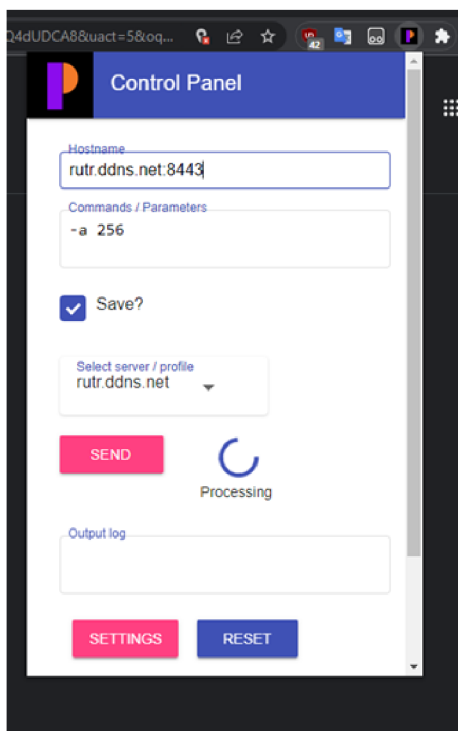 Q4dUDCA8&uact=5&oq...
42
Control Panel
Hostname
rutr.ddns.net:8443
Commands / Parameters
-a 256
Save?
Select server / profile
rutr.ddns.net
SEND
Processing
Output log
SETTINGS
RESET